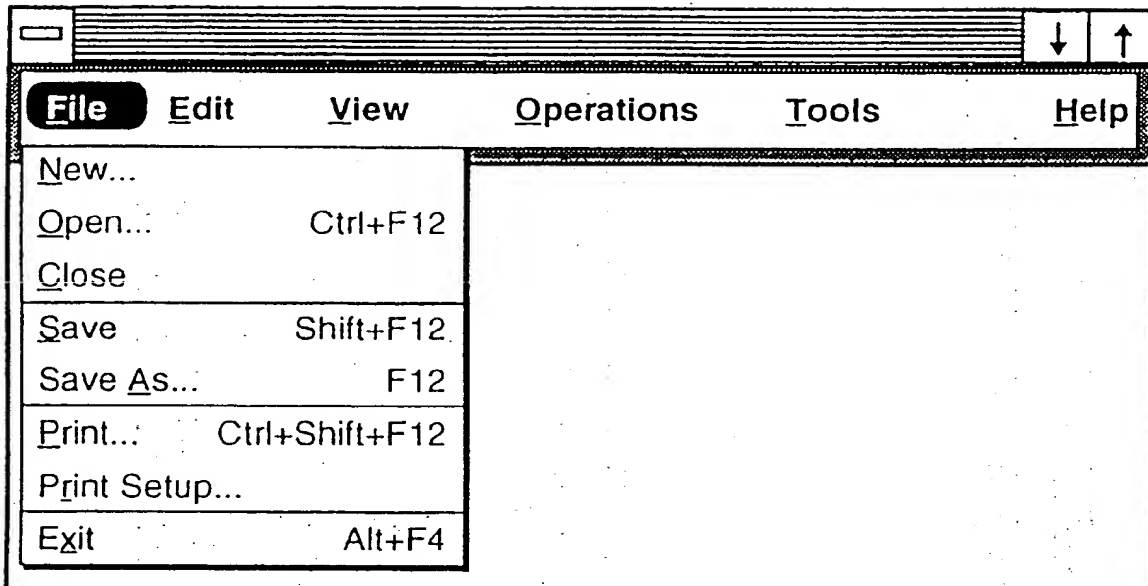 File Edit View Operations Tools Help
New...
Open... Ctrl+F12
Close
Save Shift+F12
Save As... F12
Print... Ctrl+Shift+F12
Print Setup...
Exit Alt+F4